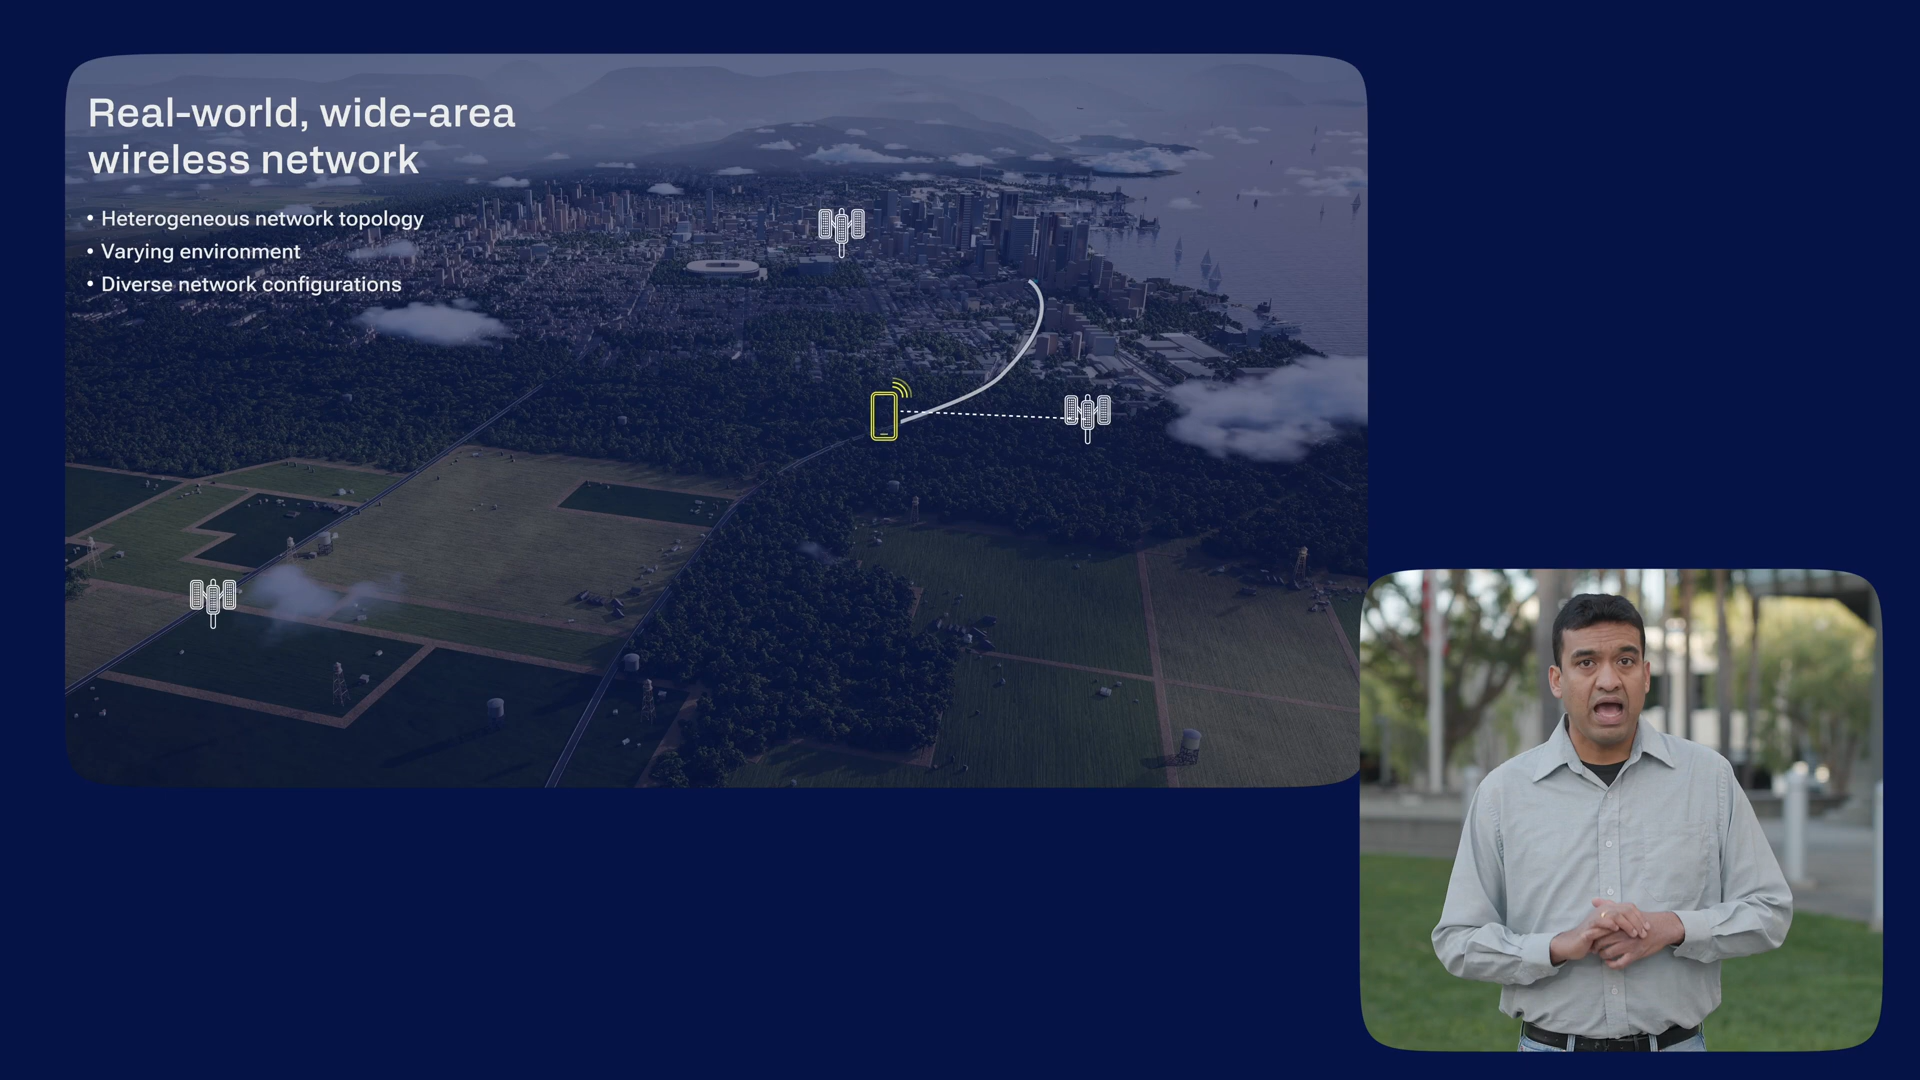 Real-world, wide-area
wireless network
• Heterogeneous network topology
• Varying environment
• Diverse network configurations